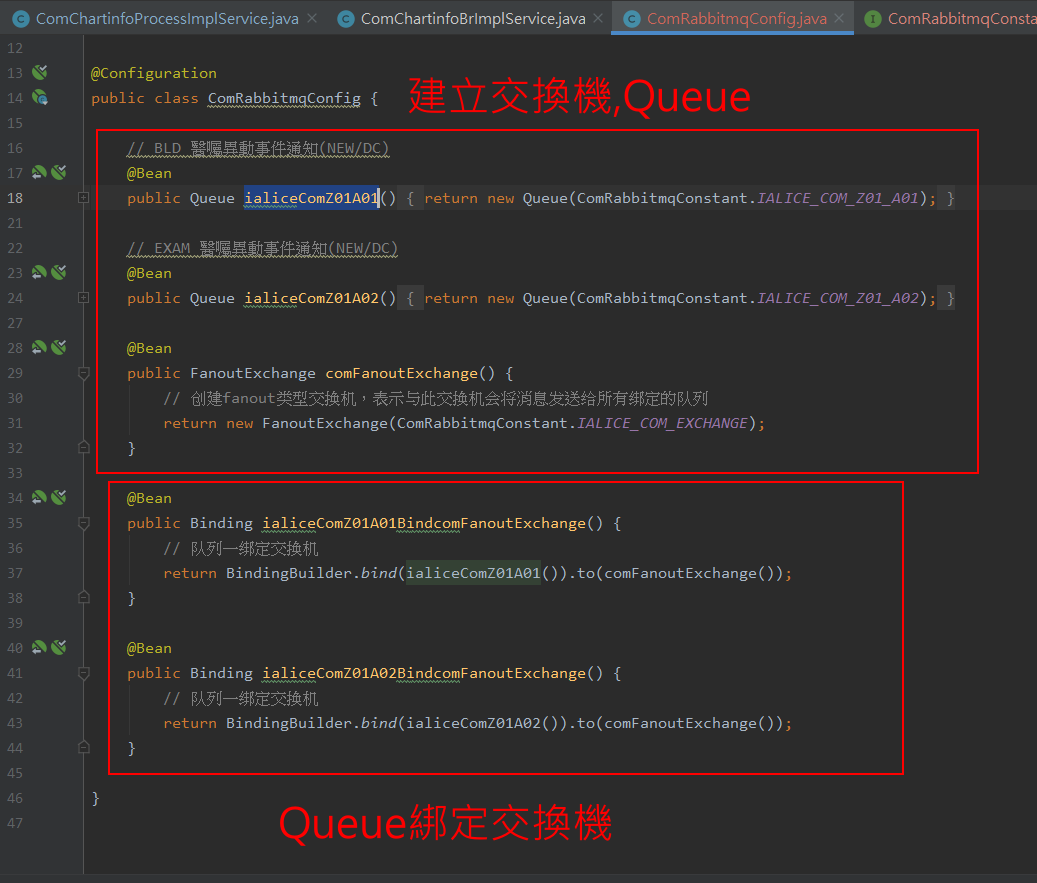 ComChartinfoProcessImplService.java × ComChartinfoBrImplService.java × ComRabbitmqConfig.java × ComRabbitmqConsta
12
13 @Configuration
14 public class ComRabbitmqConfig {
建立交換機,Queue
15
16 // BLD 醫囑異動事件通知(NEW/DC)
17 @Bean
18 public Queue ialiceComZ01A01() { return new Queue(ComRabbitmqConstant.IALICE_COM_Z01_A01); }
21
22 // EXAM 醫囑異動事件通知(NEW/DC)
23 @Bean
24 public Queue ialiceComZ01A02() { return new Queue(ComRabbitmqConstant.IALICE_COM_Z01_A02); }
27
28 @Bean
29 public FanoutExchange comFanoutExchange() {
30 // 创建fanout类型交换机，表示与此交换机会将消息发送给所有绑定的队列
31 return new FanoutExchange(ComRabbitmqConstant.IALICE_COM_EXCHANGE);
32 }
33
34 @Bean
35 public Binding ialiceComZ01A01BindcomFanoutExchange() {
36 // 队列一绑定交换机
37 return BindingBuilder.bind(ialiceComZ01A01()).to(comFanoutExchange());
38 }
39
40 @Bean
41 public Binding ialiceComZ01A02BindcomFanoutExchange() {
42 // 队列一绑定交换机
43 return BindingBuilder.bind(ialiceComZ01A02()).to(comFanoutExchange());
44 }
45
46 }
47
Queue綁定交換機